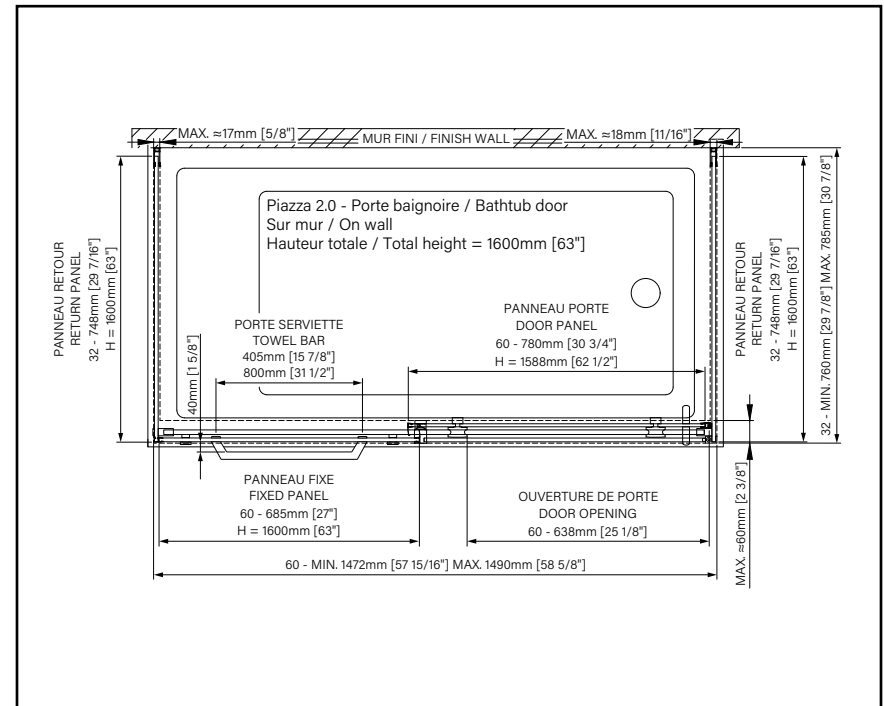 MAX. ≈17mm [5/8"]
MUR FINI / FINISH WALL
MAX. ≈18mm [11/16"]
Piazza 2.0 - Porte baignoire / Bathtub door
Sur mur / On wall
Hauteur totale / Total height = 1600mm [63"]
PANNEAU RETOUR
RETURN PANEL
32 - 748mm [29 7/16"]
H = 1600mm [63"]
PORTE SERVIETTE
TOWEL BAR
405mm [15 7/8"]
800mm [31 1/2"]
40mm [1 5/8"]
PANNEAU PORTE
DOOR PANEL
60 - 780mm [30 3/4"]
H = 1588mm [62 1/2"]
PANNEAU RETOUR
RETURN PANEL
32 - 748mm [29 7/16"]
H = 1600mm [63"]
32 - MIN. 760mm [29 7/8"] MAX. 785mm [30 7/8"]
PANNEAU FIXE
FIXED PANEL
60 - 685mm [27"]
H = 1600mm [63"]
OUVERTURE DE PORTE
DOOR OPENING
60 - 638mm [25 1/8"]
MAX. ≈60mm [2 3/8"]
60 - MIN. 1472mm [57 15/16"] MAX. 1490mm [58 5/8"]